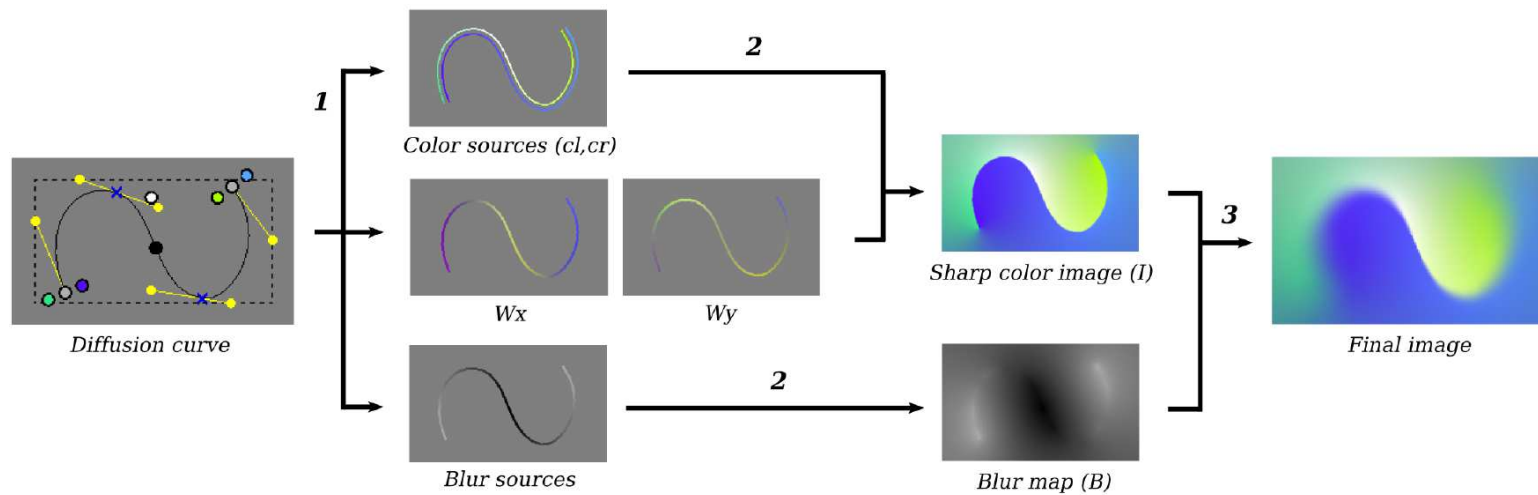 1
2
Color sources (cl,cr)
Diffusion curve
Wx
Wy
Sharp color image (I)
3
Final image
2
Blur sources
Blur map (B)